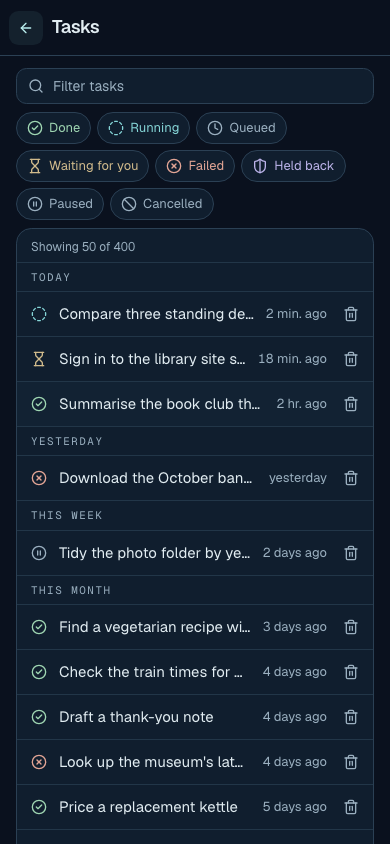 Tasks
Filter tasks
Done Running Queued
Waiting for you Failed Held back
Paused Cancelled
Showing 50 of 400
TODAY
Compare three standing de... 2 min. ago
Sign in to the library site s... 18 min. ago
Summarise the book club th... 2 hr. ago
YESTERDAY
Download the October ban... yesterday
THIS WEEK
Tidy the photo folder by ye... 2 days ago
THIS MONTH
Find a vegetarian recipe wi... 3 days ago
Check the train times for ... 4 days ago
Draft a thank-you note 4 days ago
Look up the museum's lat... 4 days ago
Price a replacement kettle 5 days ago